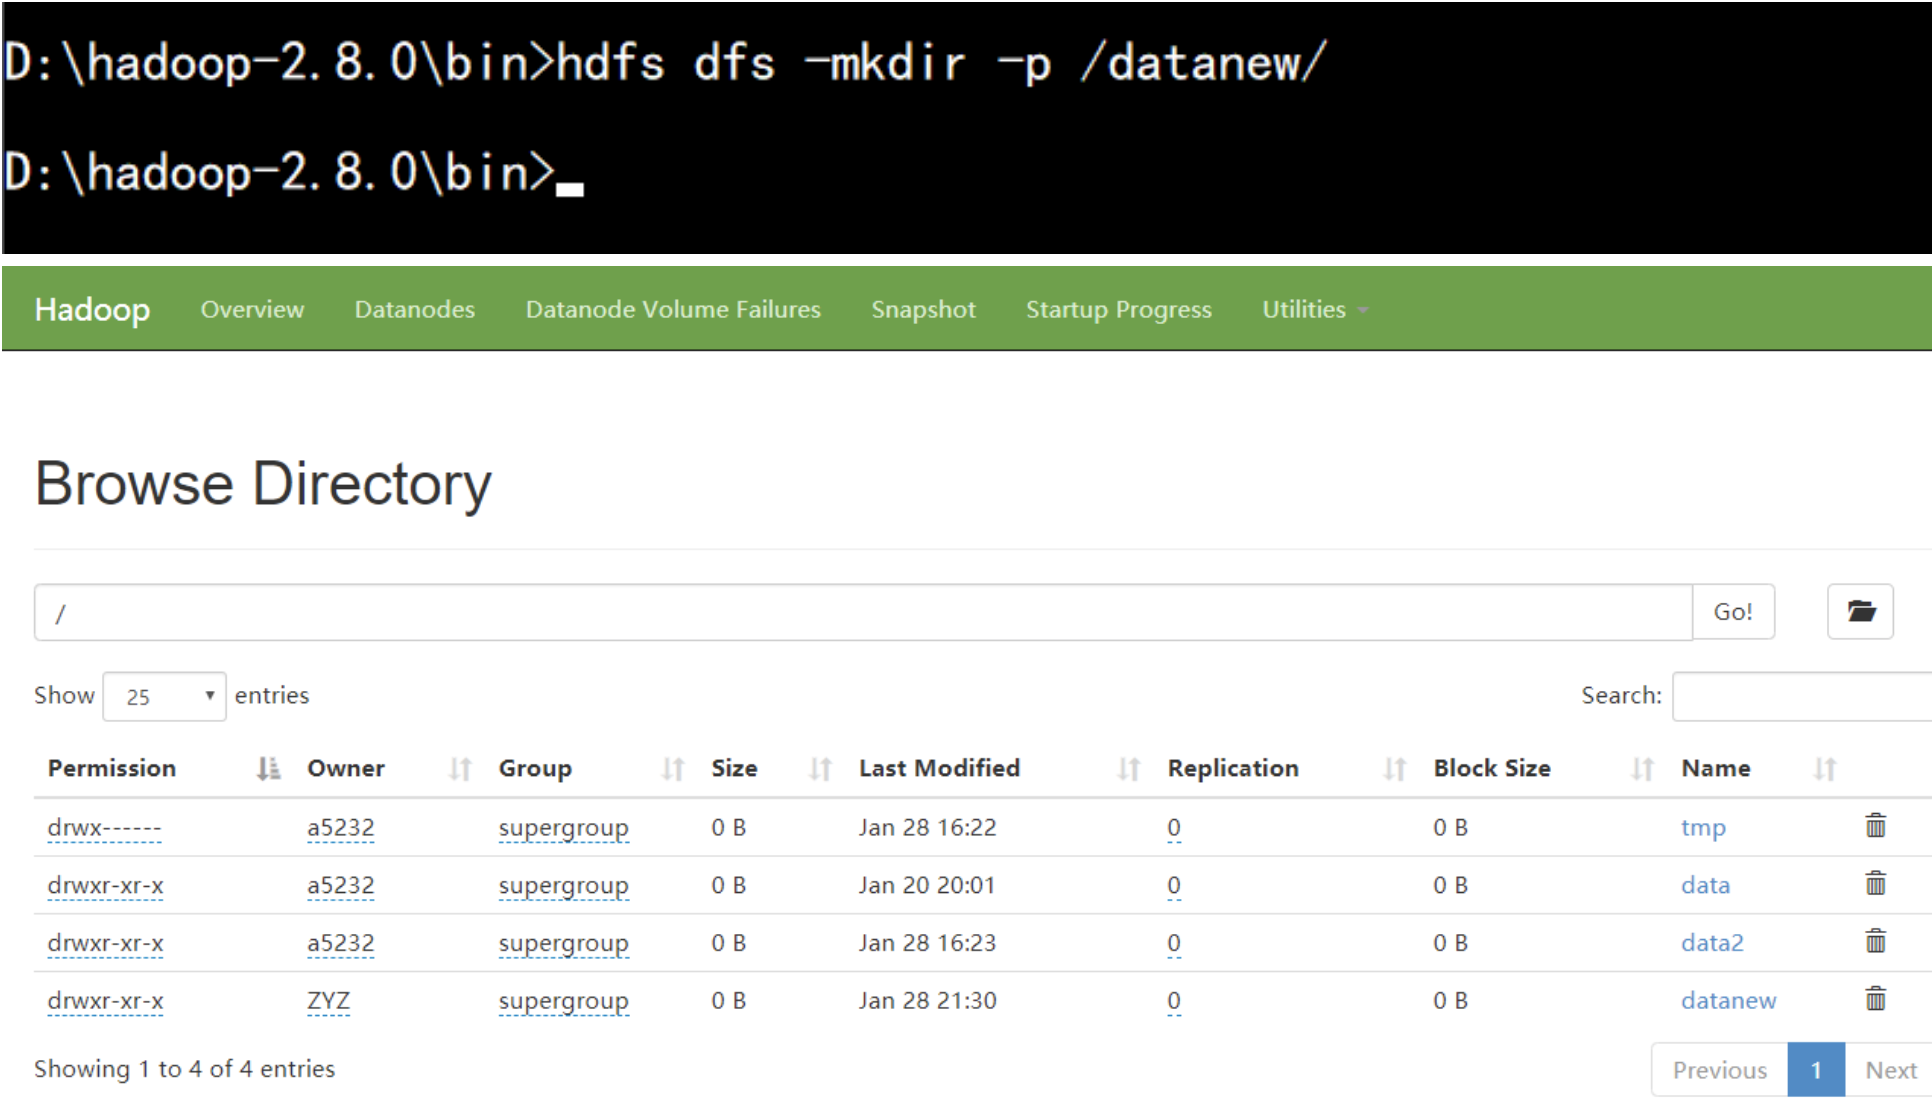 D:\hadoop-2.8.0\bin>hdfs dfs -mkdir -p /datanew/
D:\hadoop-2.8.0\bin>
Hadoop Overview Datanodes Datanode Volume Failures Snapshot Startup Progress Utilities
Browse Directory
/ Go!
Show 25 entries Search:
Permission Owner Group Size Last Modified Replication Block Size Name
drwx------ a5232 supergroup 0 B Jan 28 16:22 0 0 B tmp
drwxr-xr-x a5232 supergroup 0 B Jan 20 20:01 0 0 B data
drwxr-xr-x a5232 supergroup 0 B Jan 28 16:23 0 0 B data2
drwxr-xr-x ZYZ supergroup 0 B Jan 28 21:30 0 0 B datanew
Showing 1 to 4 of 4 entries Previous 1 Next